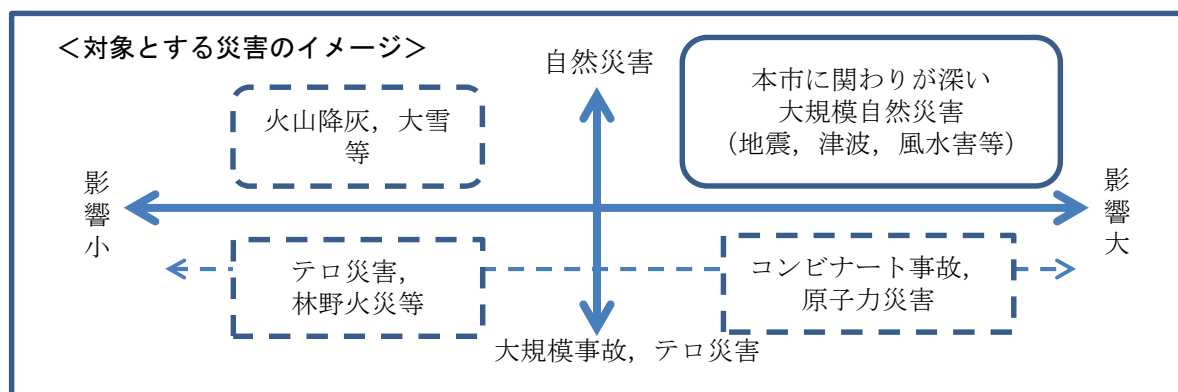 ＜対象とする災害のイメージ＞
自然災害
本市に関わりが深い
大規模自然災害
（地震，津波，風水害等）
火山降灰，大雪
等
影響小
影響大
テロ災害，
林野火災等
コンビナート事故，
原子力災害
大規模事故，テロ災害